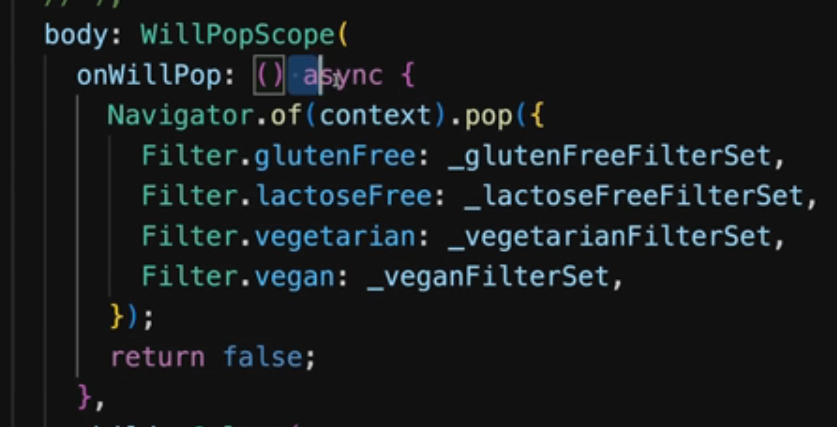 body: WillPopScope(
onWillPop: () async {
Navigator.of(context).pop({
Filter.glutenFree: _glutenFreeFilterSet,
Filter.lactoseFree: _lactoseFreeFilterSet,
Filter.vegetarian: _vegetarianFilterSet,
Filter.vegan: _veganFilterSet,
});
return false;
},